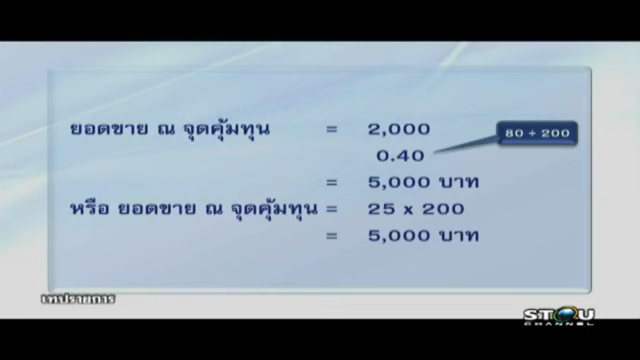 ยอดขาย ณ จุดคุ้มทุน = 2,000
0.40
80 ÷ 200
= 5,000 บาท
หรือ ยอดขาย ณ จุดคุ้มทุน = 25 x 200
= 5,000 บาท
เทปรายการ
STOU
CHANNEL